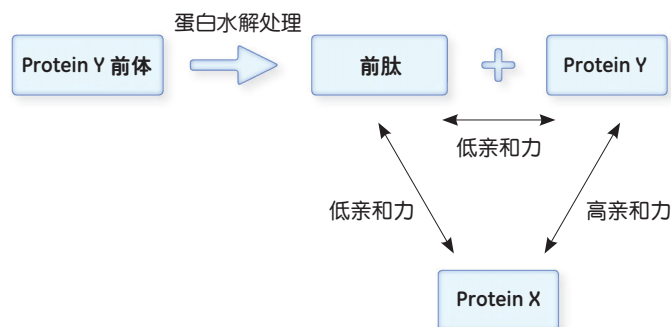 蛋白水解处理
Protein Y 前体
前肽
Protein Y
低亲和力
低亲和力
高亲和力
Protein X